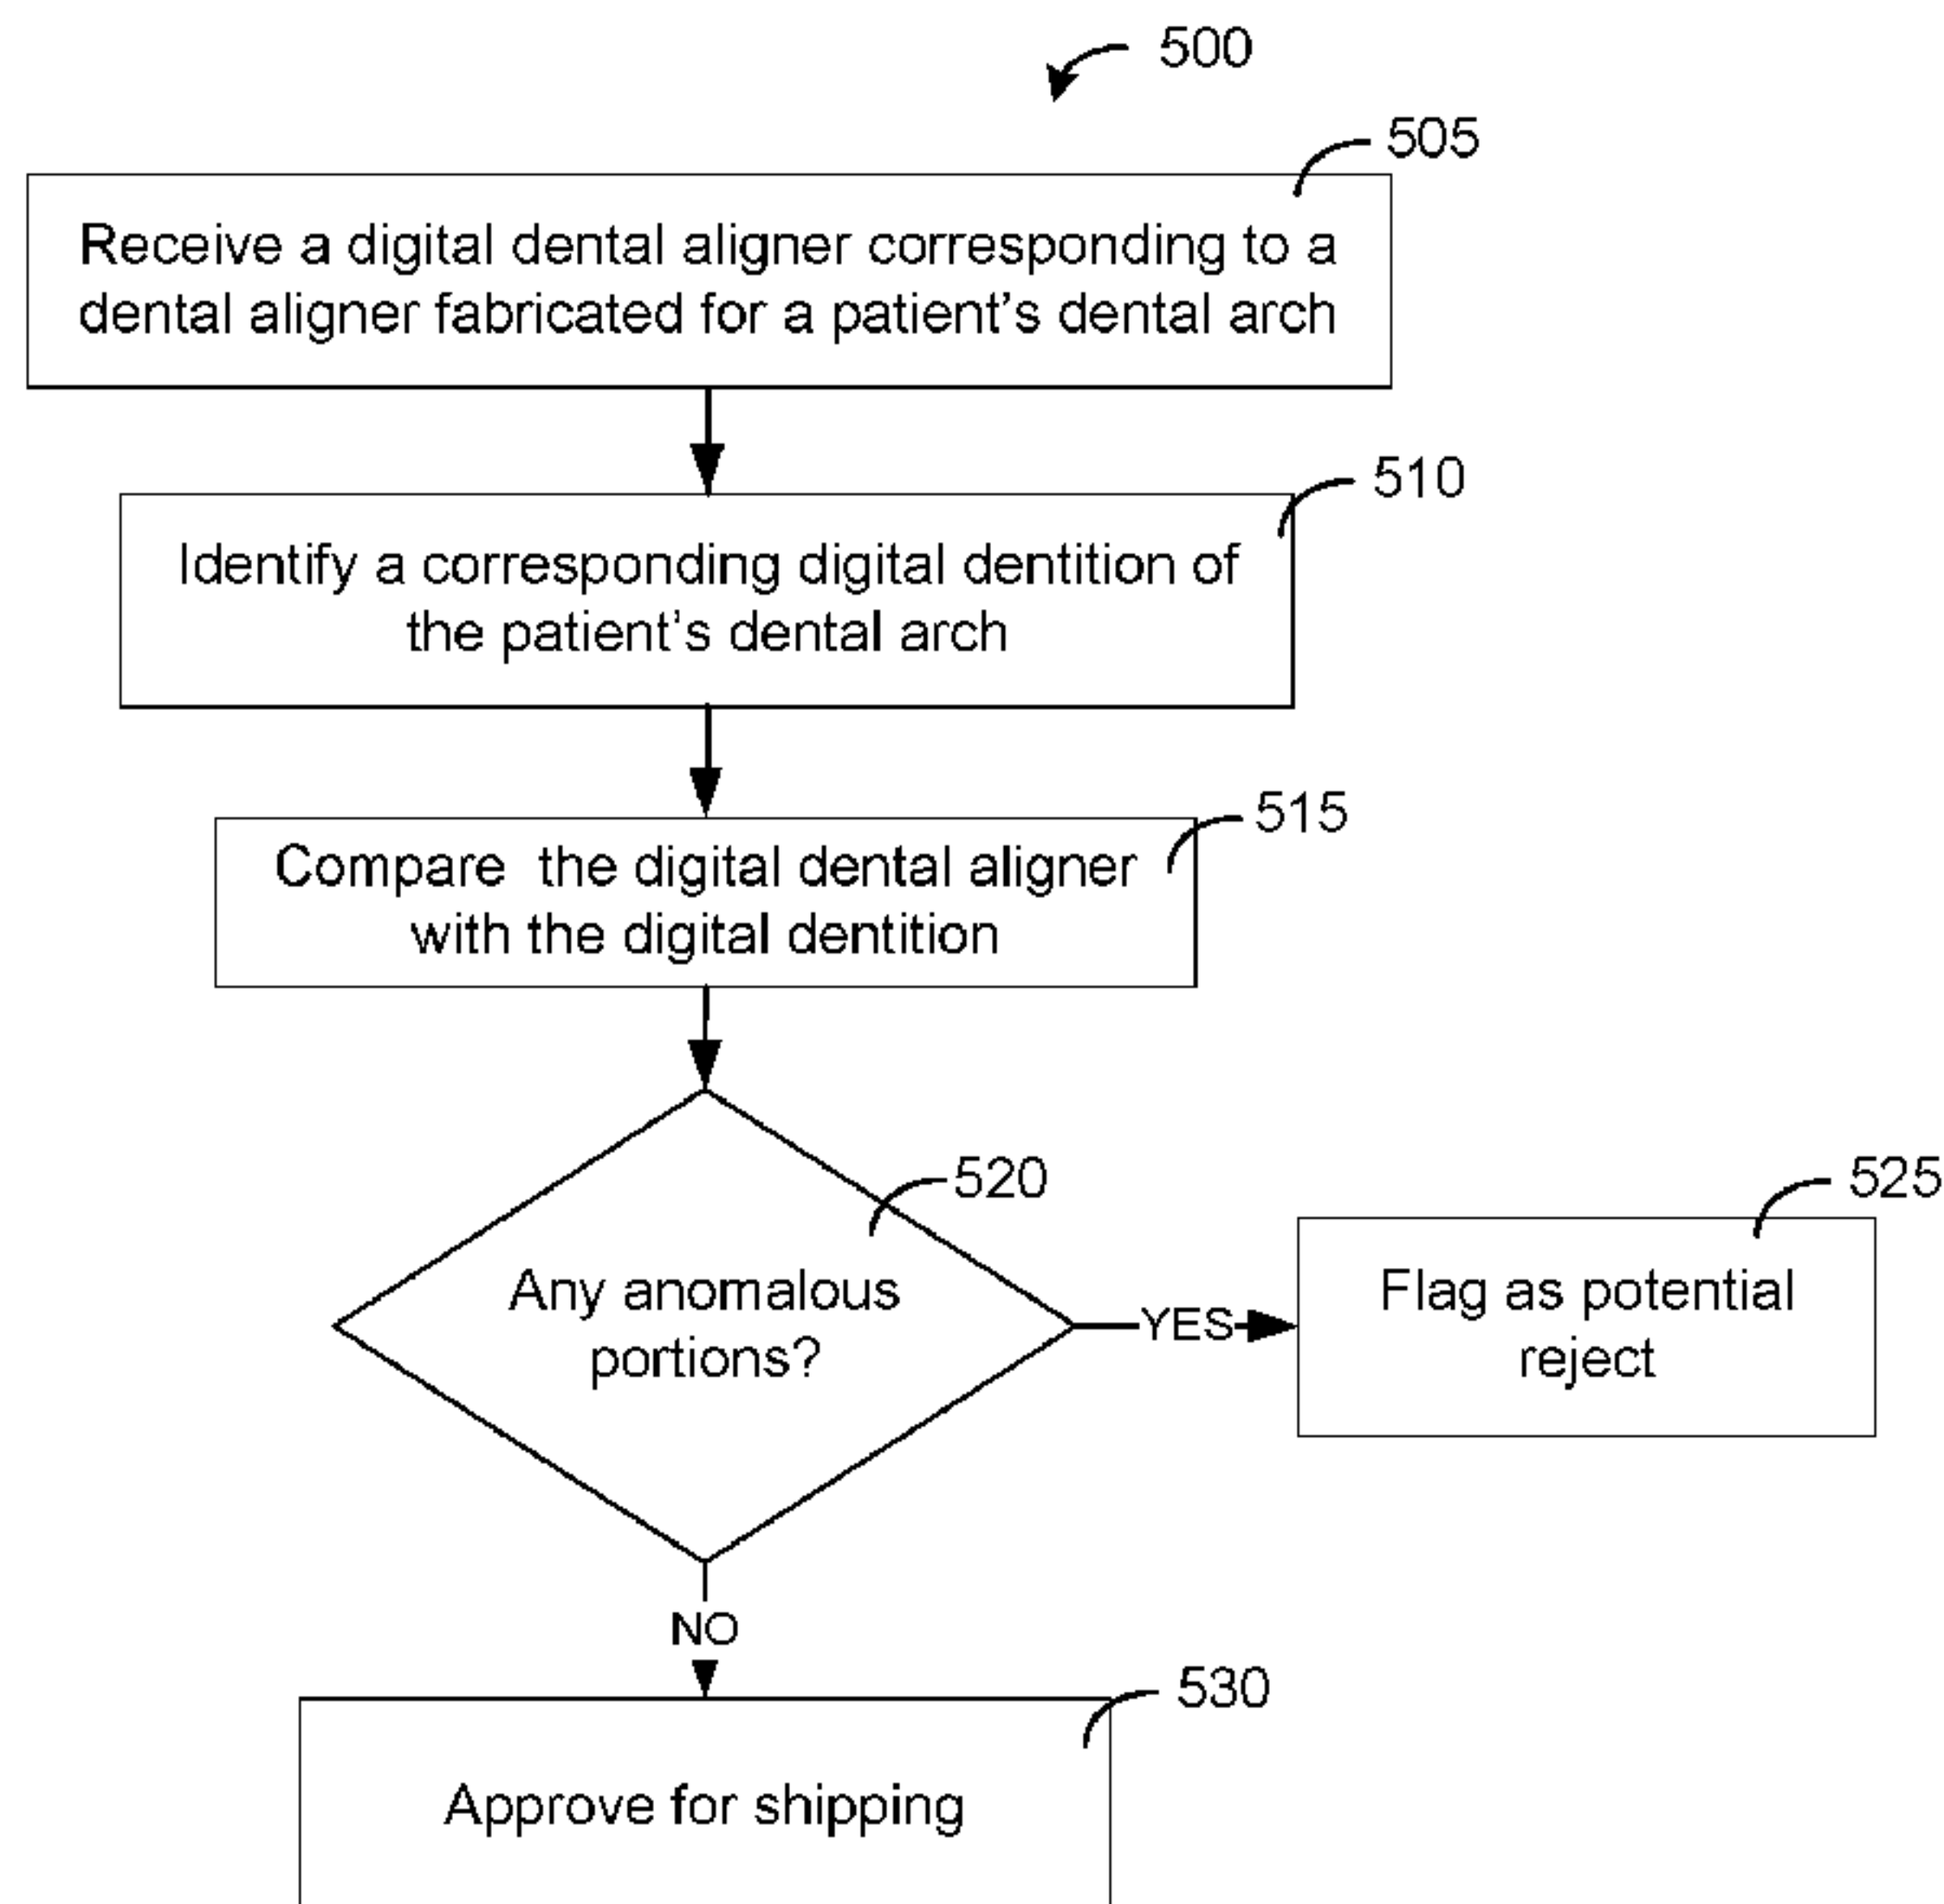 500
505
Receive a digital dental aligner corresponding to a
dental aligner fabricated for a patient's dental arch
510
Identify a corresponding digital dentition of
the patient's dental arch
515
Compare the digital dental aligner
with the digital dentition
520
Any anomalous
portions?
YES
525
Flag as potential
reject
NO
530
Approve for shipping